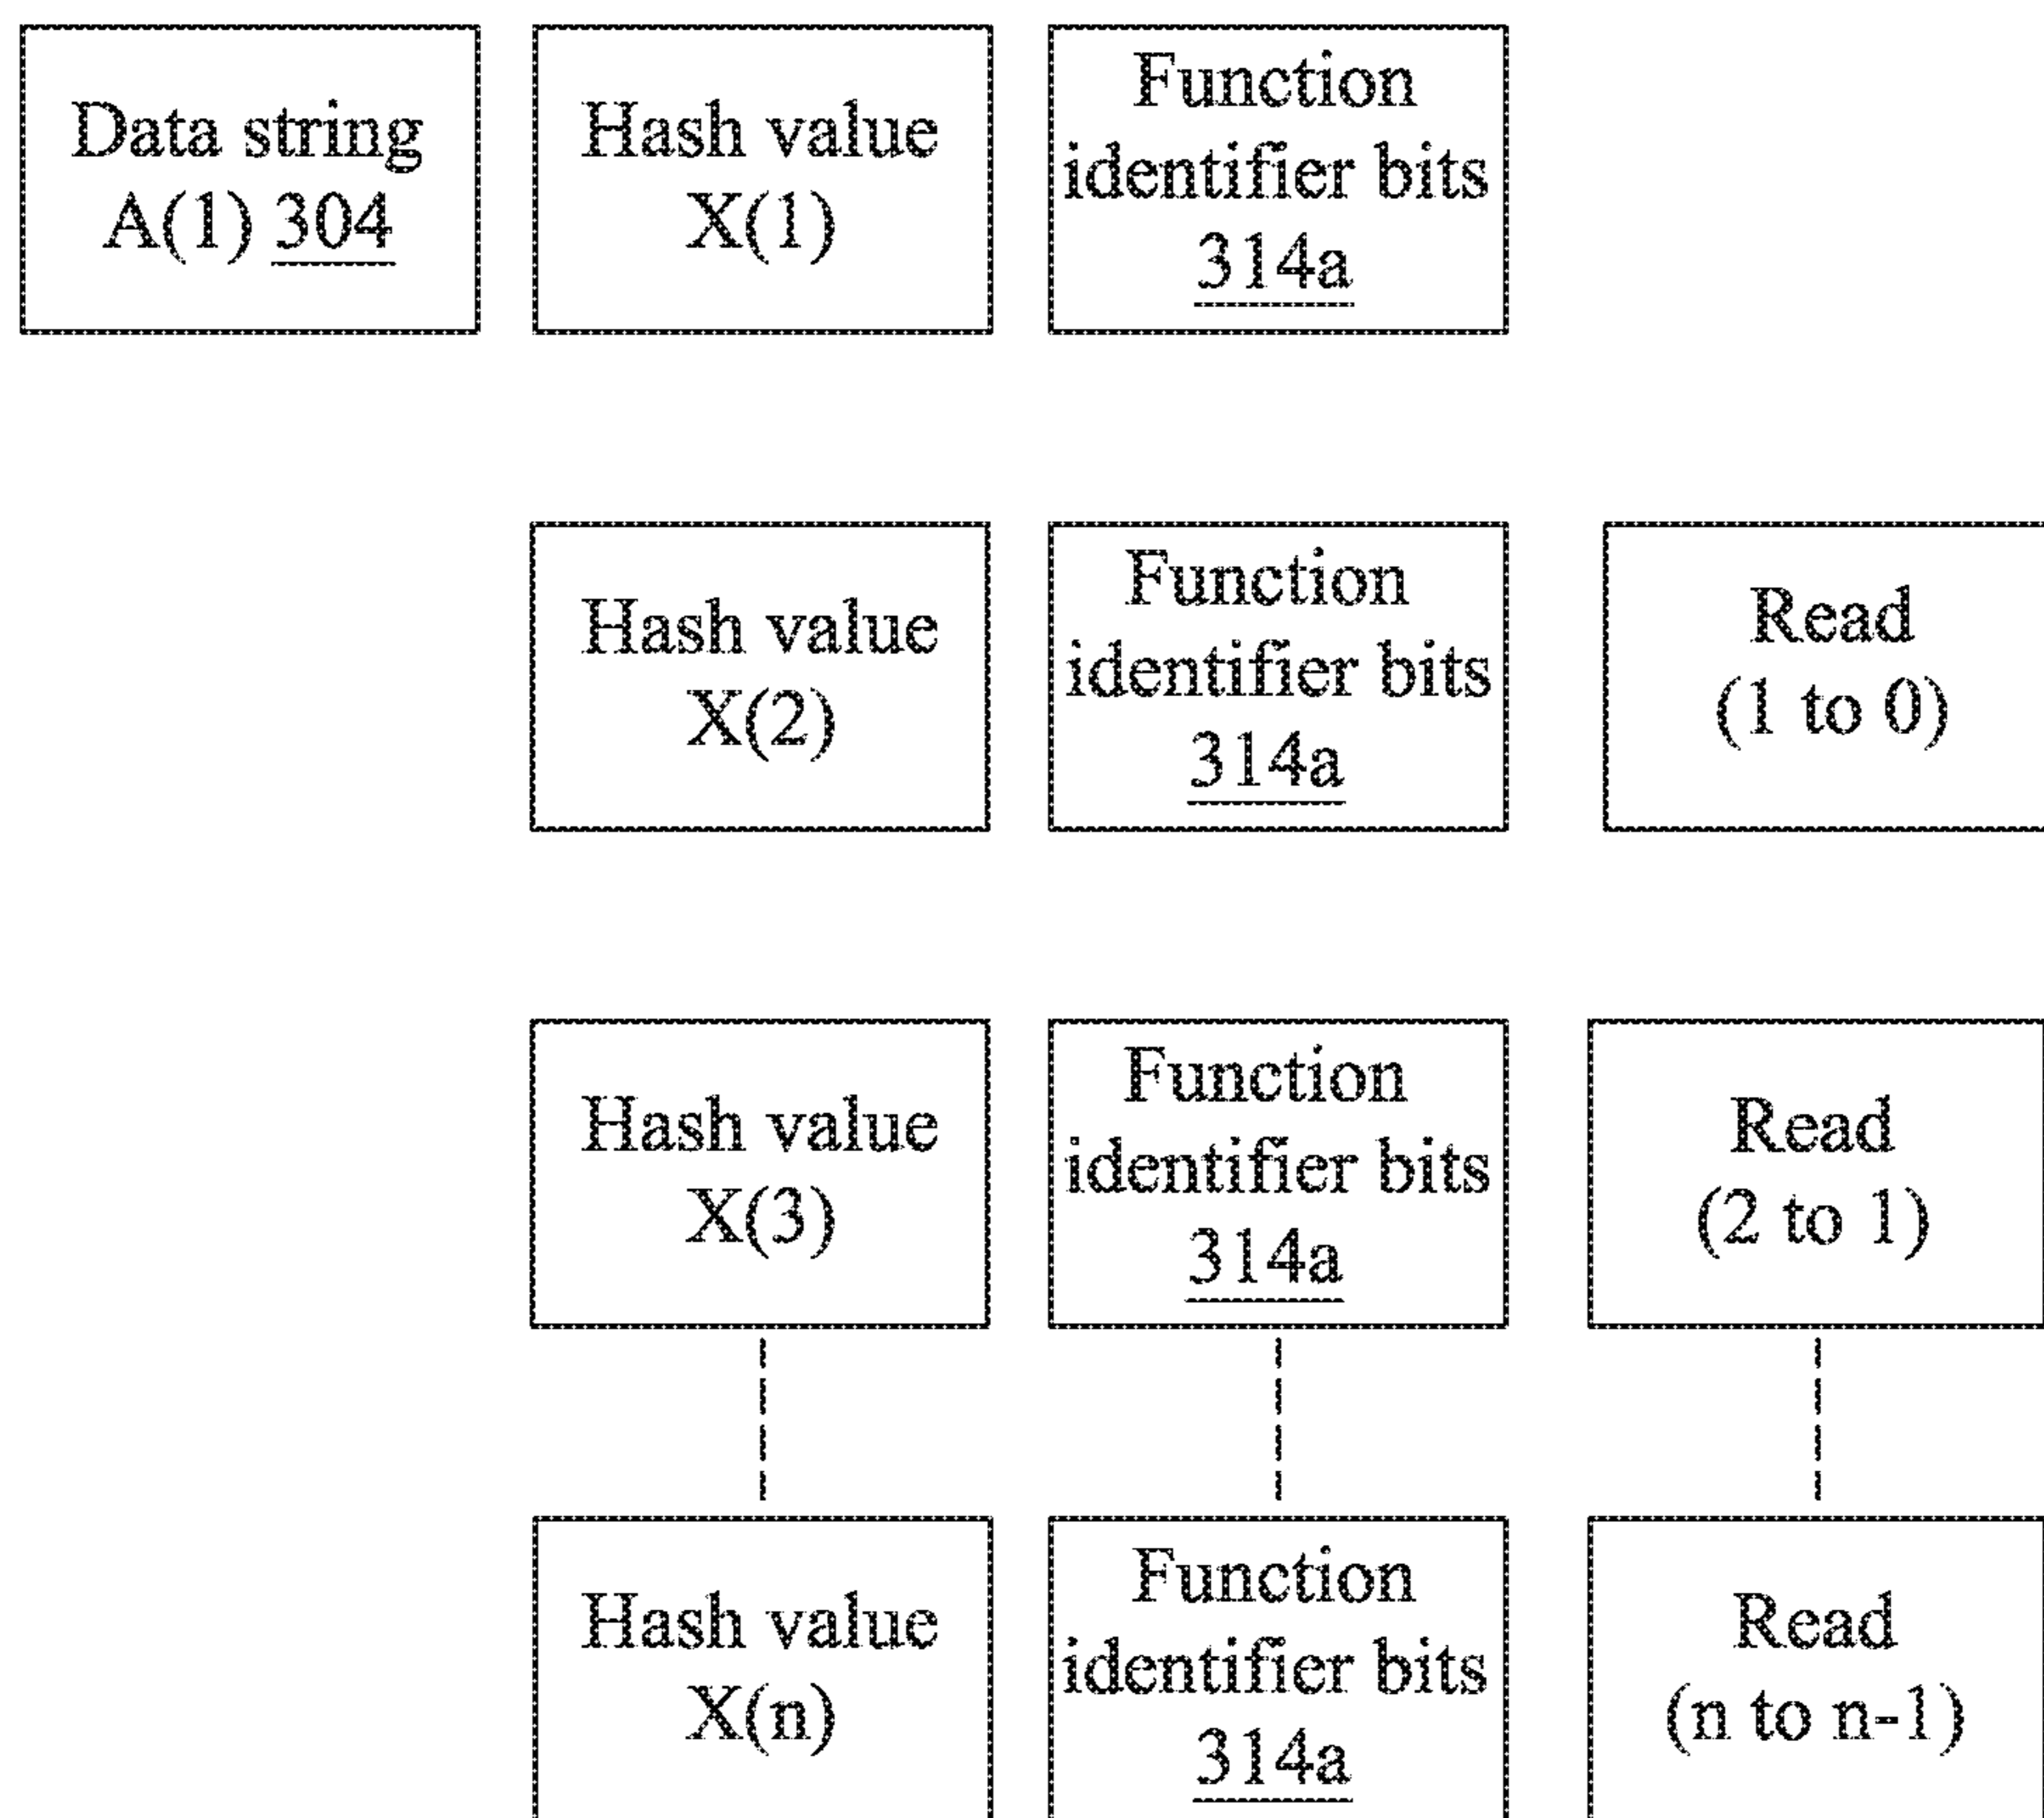 Data string
A(1) 304
Hash value
X(1)
Function
identifier bits
314a
Hash value
X(2)
Function
identifier bits
314a
Read
(1 to 0)
Hash value
X(3)
Function
identifier bits
314a
Read
(2 to 1)
Hash value
X(n)
Function
identifier bits
314a
Read
(n to n-1)